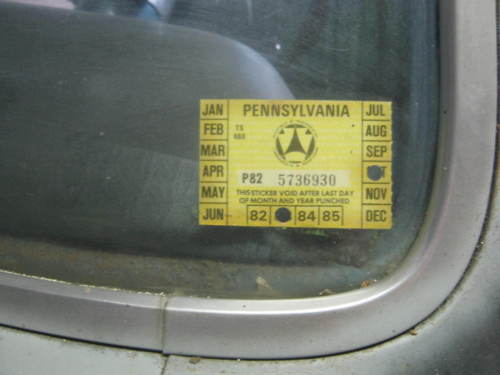 JAN PENNSYLVANIA JUL
FEB TS AUG
MAR SEP
APR P82 5736930 T
MAY THIS STICKER VOID AFTER LAST DAY NOV
OF MONTH AND YEAR PUNCHED
JUN 82 84 85 DEC